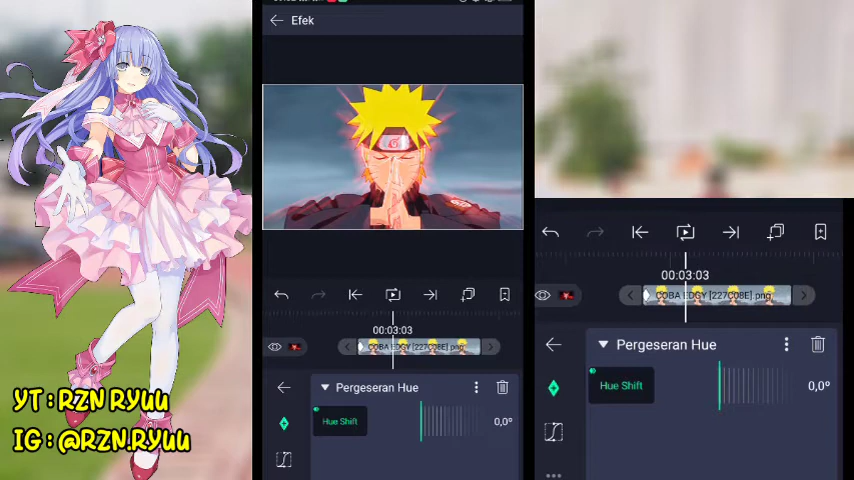 Efek
00:03:03
COBA EDGY [227C08E].png
Pergeseran Hue
Hue Shift
0,0°
00:03:03
COBA EDGY [227C08E].png
Pergeseran Hue
Hue Shift
0,0°
YT : RZN RYUU
IG : @RZN.RYUU